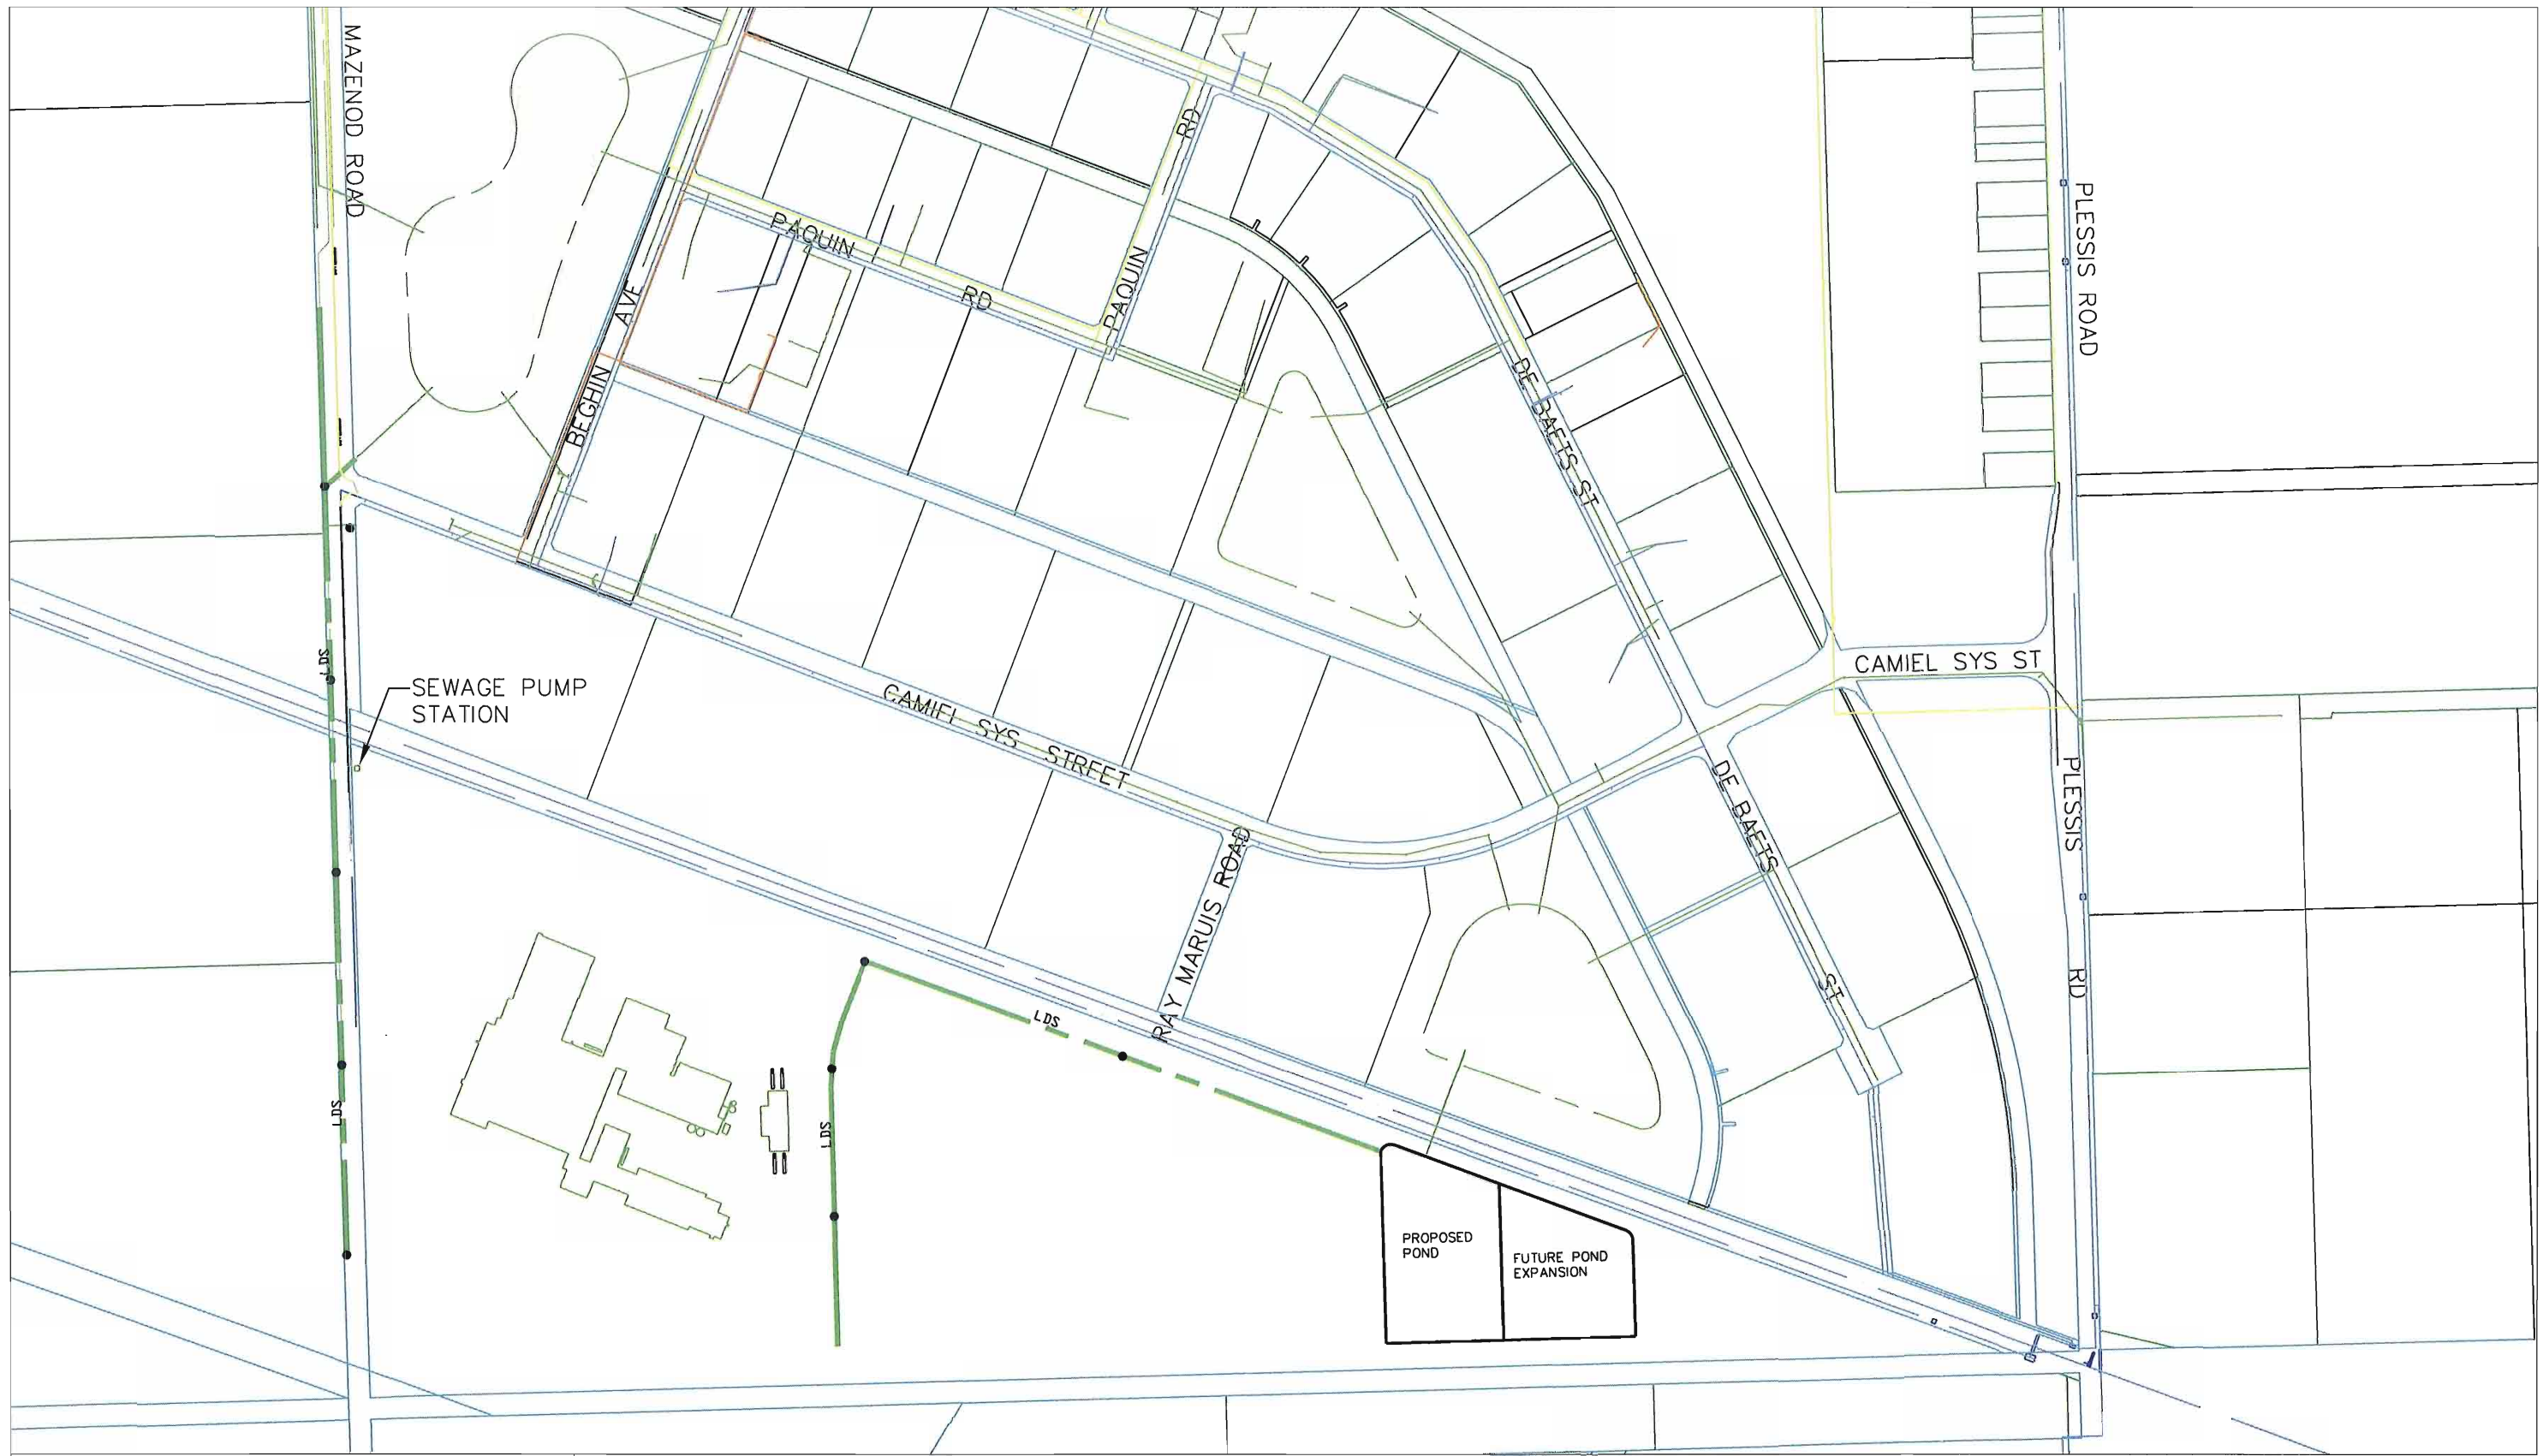 MAZENOD ROAD
RD
PAQUIN
PAQUIN
RD
AVE
BEGHIN
PLESSIS ROAD
DE BAETS ST
CAMIEL SYS ST
LDS
SEWAGE PUMP
STATION
CAMIEL SYS STREET
PLESSIS
RD
DE BAETS
ST
RAY MARUIS ROAD
LDS
LDS
LDS
PROPOSED
POND
FUTURE POND
EXPANSION